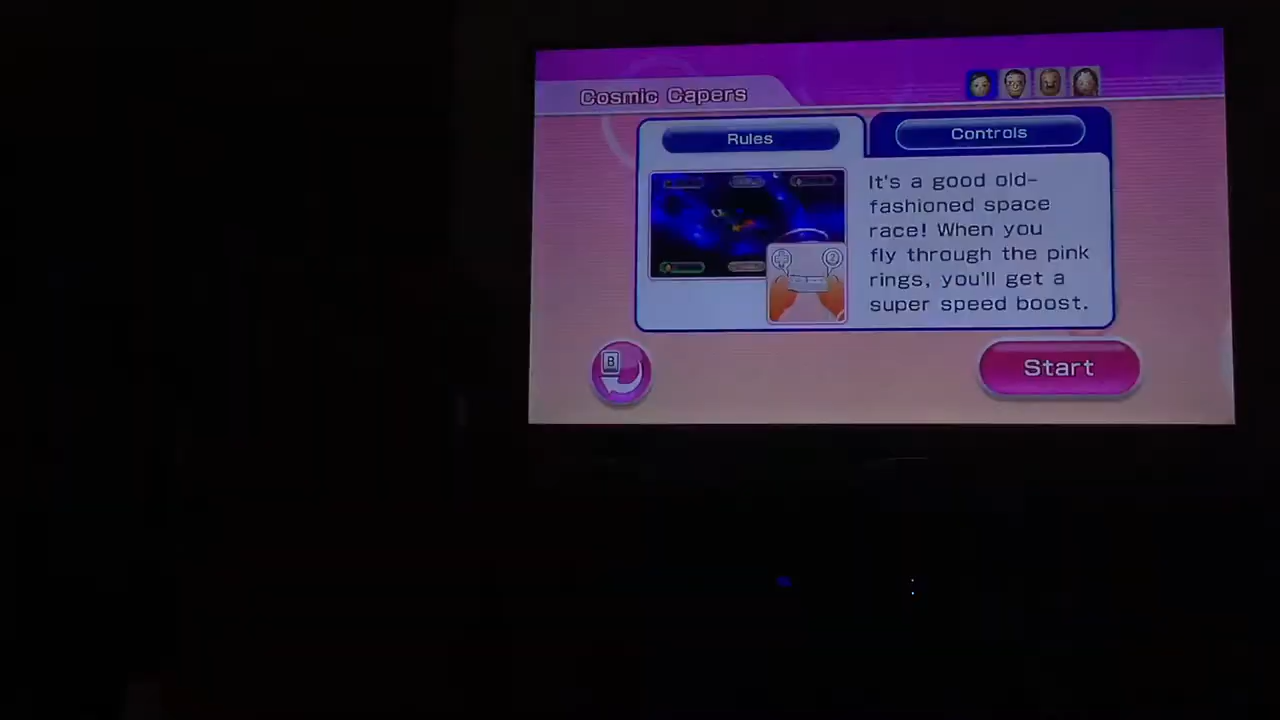 Cosmic Capers
Rules
Controls
It's a good old-
fashioned space
race! When you
fly through the pink
rings, you'll get a
super speed boost.
2
B
Start